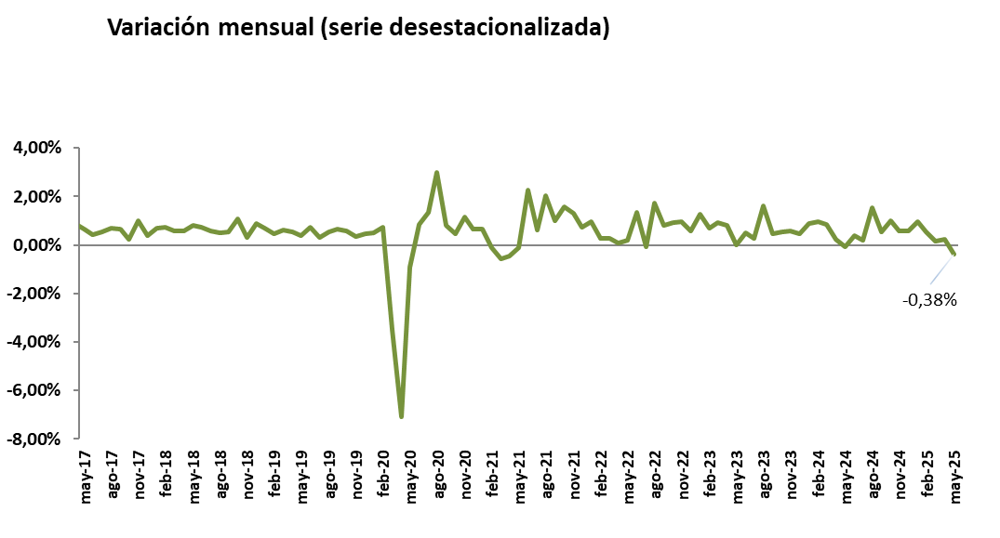 Variación mensual (serie desestacionalizada)
4,00%
2,00%
0,00%
-2,00%
-4,00%
-6,00%
-8,00%
-0,38%
may-17
ago-17
nov-17
feb-18
may-18
ago-18
nov-18
feb-19
may-19
ago-19
nov-19
feb-20
may-20
ago-20
nov-20
feb-21
may-21
ago-21
nov-21
feb-22
may-22
ago-22
nov-22
feb-23
may-23
ago-23
nov-23
feb-24
may-24
ago-24
nov-24
feb-25
may-25